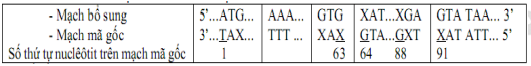 - Mạch bổ sung 5’...ATG... AAA... GTG XAT...XGA GTA TAA... 3’
- Mạch mã gốc 3’...TAX... TTT ... XAX GTA...GXT XAT ATT... 5’
Số thứ tự nuclêôtit trên mạch mã gốc 1 63 64 88 91